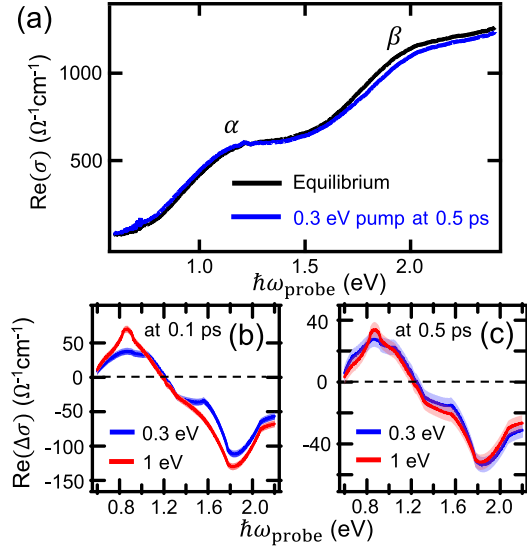 (a)
β
α
Re(σ) (Ω⁻¹cm⁻¹)
1000
500
Equilibrium
0.3 eV pump at 0.5 ps
1.0 1.5 2.0
ℏω_probe (eV)
at 0.1 ps (b)
at 0.5 ps (c)
Re(Δσ) (Ω⁻¹cm⁻¹)
50
0
-50
-100
-150
40
0
-40
0.3 eV
1 eV
0.3 eV
1 eV
0.8 1.2 1.6 2.0
0.8 1.2 1.6 2.0
ℏω_probe (eV)